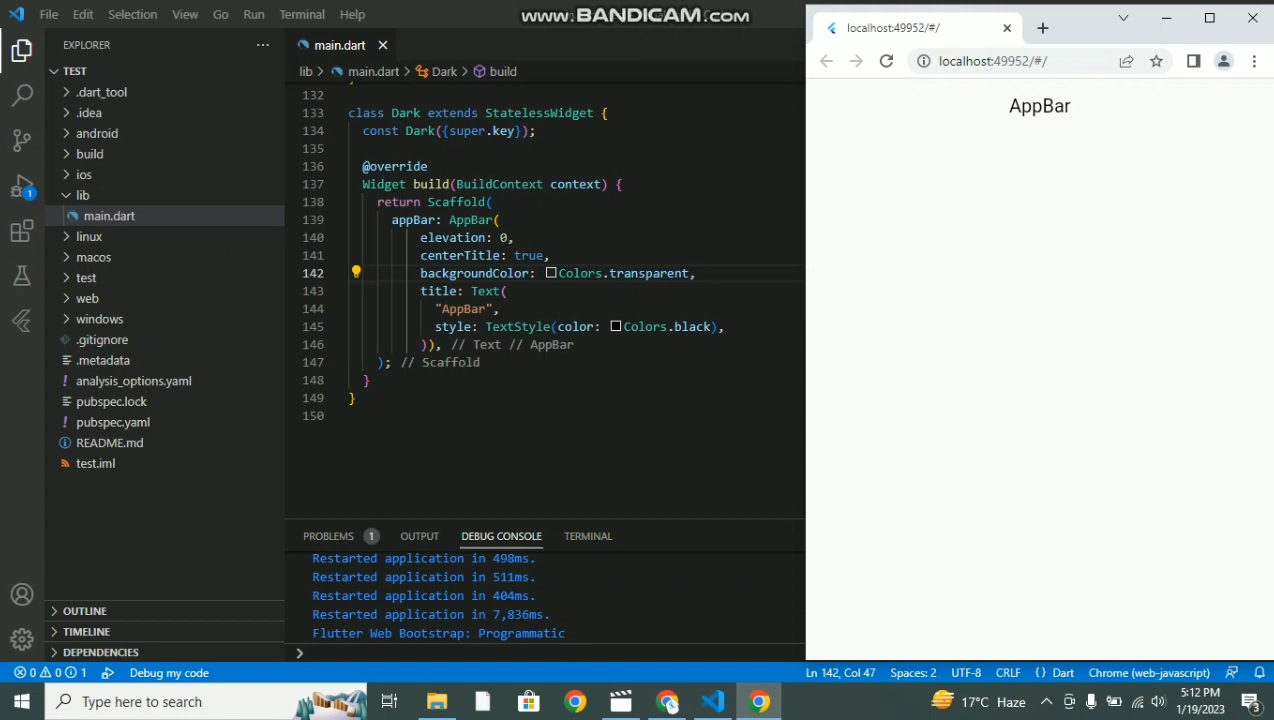 File Edit Selection View Go Run Terminal Help
www.BANDICAM.com
EXPLORER
TEST
.dart_tool
.idea
android
build
ios
lib
main.dart
linux
macos
test
web
windows
.gitignore
.metadata
analysis_options.yaml
pubspec.lock
pubspec.yaml
README.md
test.iml
OUTLINE
TIMELINE
DEPENDENCIES
1
main.dart
lib > main.dart > Dark > build
132
133 class Dark extends StatelessWidget {
134 const Dark({super.key});
135
136 @override
137 Widget build(BuildContext context) {
138 return Scaffold(
139 appBar: AppBar(
140 elevation: 0,
141 centerTitle: true,
142 backgroundColor: Colors.transparent,
143 title: Text(
144 "AppBar",
145 style: TextStyle(color: Colors.black),
146 )), // Text // AppBar
147 ); // Scaffold
148 }
149 }
150
PROBLEMS 1 OUTPUT DEBUG CONSOLE TERMINAL
Restarted application in 498ms.
Restarted application in 511ms.
Restarted application in 404ms.
Restarted application in 7,836ms.
Flutter Web Bootstrap: Programmatic
>
localhost:49952/#/
localhost:49952/#/
AppBar
0 0 1 Debug my code Ln 142, Col 47 Spaces: 2 UTF-8 CRLF {} Dart Chrome (web-javascript)
Type here to search
17°C Haze
5:12 PM
1/19/2023
3